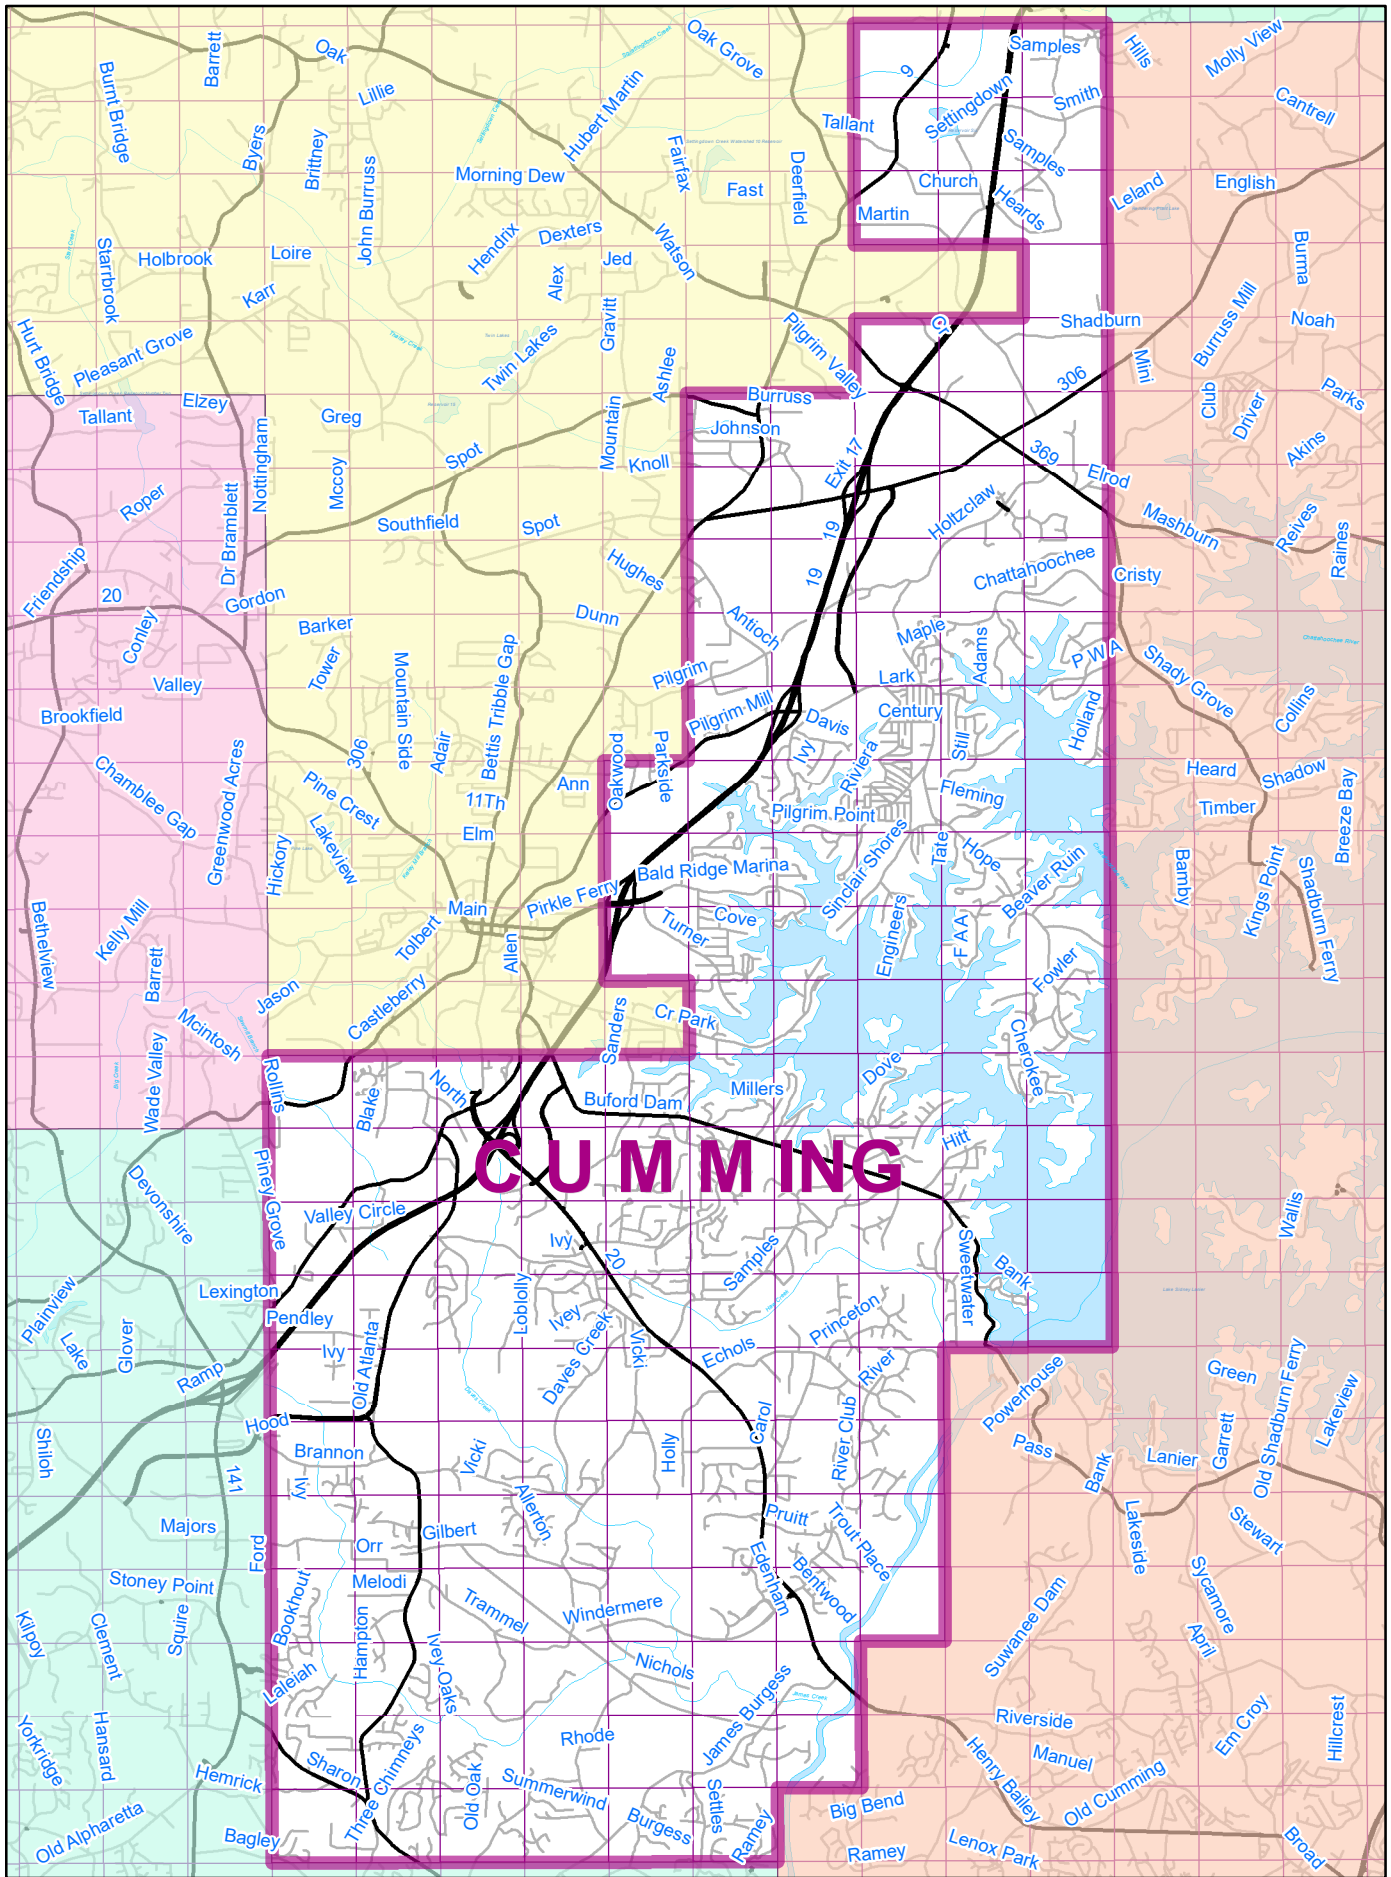 Samples
Hills
Molly View
Oak Grove
Barrett
Oak
Burnt Bridge
Lillie
Hubert Martin
9
Settingdown
Smith
Cantrell
Tallant
Samples
Byers
Brittney
John Burruss
Morning Dew
Fairfax
Fast
Deerfield
Church
Heards
Leland
English
Martin
Starrbrook
Holbrook
Loire
Hendrix
Dexters
Alex
Jed
Watson
Burma
Karr
Gravitt
Cr
Shadburn
Burruss Mill
Noah
Hurt Bridge
Pleasant Grove
Twin Lakes
Twin Lakes
Ashlee
Pilgrim Valley
306
Mini
Club
Driver
Parks
Tallant
Elzey
Greg
Burruss
Johnson
Mountain
Nottingham
Mccoy
Spot
Knoll
Exit 17
369
Elrod
Akins
Roper
Dr Bramblett
Southfield
Spot
19
Holtzclaw
Mashburn
Reives
Raines
Friendship
20
Gordon
Hughes
19
Chattahoochee
Cristy
Chattahoochee River
Conley
Barker
Dunn
Antioch
Maple
Adams
P W A
Shady Grove
Valley
Tower
Mountain Side
Bettis Tribble Gap
Pilgrim
Lark
Brookfield
306
Adair
Pilgrim Mill
Davis
Century
Holland
Collins
Chamblee Gap
Greenwood Acres
Pine Crest
Ann
Oakwood
Parkside
Ivy
Riviera
Still
Heard
Shadow
Breeze Bay
11Th
Fleming
Timber
Lakeview
Elm
Pilgrim Point
Hickory
Sinclair Shores
Tate
Hope
Beaver Ruin
Bamby
Kings Point
Shadburn Ferry
Bald Ridge Marina
Bethelview
Kelly Mill
Tolbert
Main
Pirkle Ferry
Turner
Cove
Engineers
F A A
Fowler
Barrett
Allen
Jason
Castleberry
Mcintosh
Sanders
Cr Park
Cherokee
Wade Valley
Big Creek
Rollins
Blake
North
Buford Dam
Millers
Dove
Hitt
CUMMING
Devonshire
Piney Grove
Valley Circle
Ivy
20
Samples
Sweetwater
Bank
Wallis
Lexington
Plainview
Lake
Glover
Pendley
Ivy
Old Atlanta
Loblolly
Ivey
Daves Creek
Vicki
Echols
Princeton
River
Lake Sidney Lanier
Ramp
Powerhouse
Green
Old Shadburn Ferry
Lakeview
Shiloh
Hood
Brannon
Vicki
Holly
Carol
River Club
Pass
Bank
Lanier
Garrett
141
Ivy
Majors
Ford
Orr
Gilbert
Allerton
Pruitt
Trout Place
Lakeside
Stewart
Stoney Point
Melodi
Edenham
Bentwood
Sycamore
Kilpoy
Clement
Squire
Bookhout
Hampton
Trammel
Windermere
Suwanee Dam
April
Laleiah
Ivey Oaks
Nichols
James Burgess
James Creek
Yorkridge
Hansard
Hemrick
Sharon
Three Chimneys
Rhode
Riverside
Manuel
Em Croy
Hillcrest
Old Oak
Summerwind
Settles
Big Bend
Henry Bailey
Old Cumming
Old Alpharetta
Bagley
Burgess
Ramey
Ramey
Lenox Park
Broad